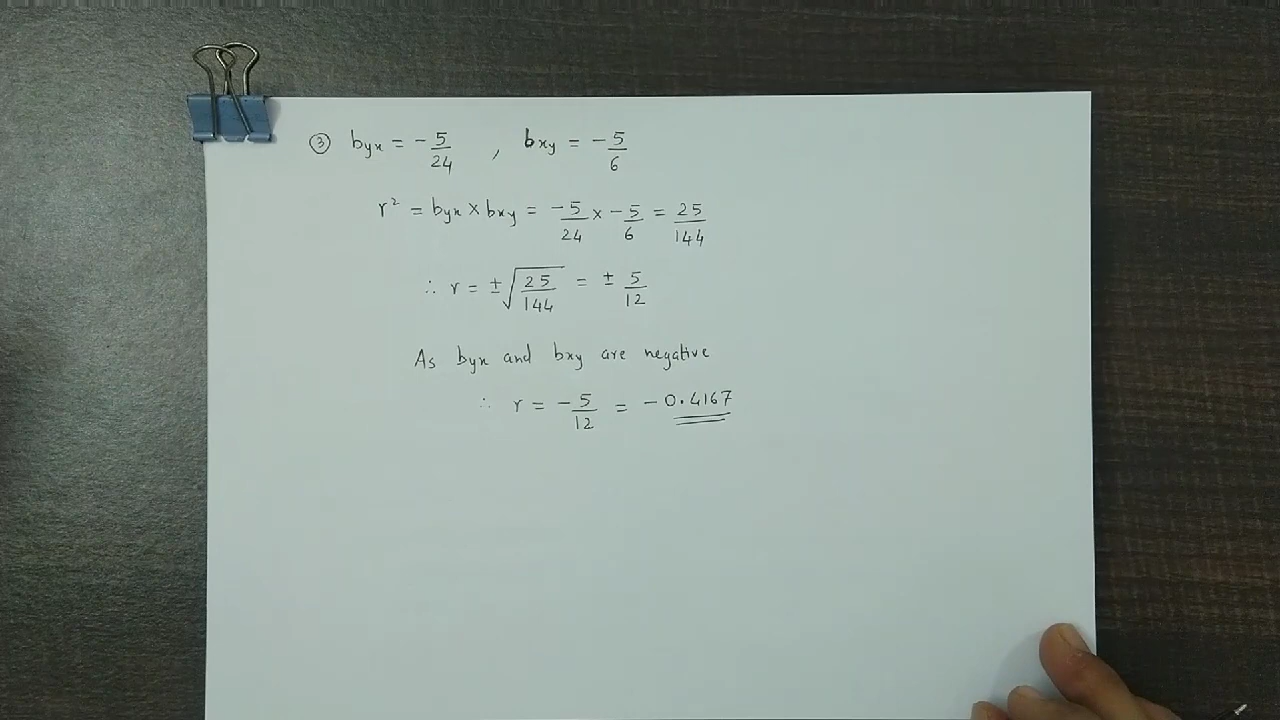 ③ byx = -5/24 , bxy = -5/6
r² = byx × bxy = -5/24 × -5/6 = 25/144
∴ r = ±√25/144 = ± 5/12
As byx and bxy are negative
∴ r = -5/12 = -0.4167